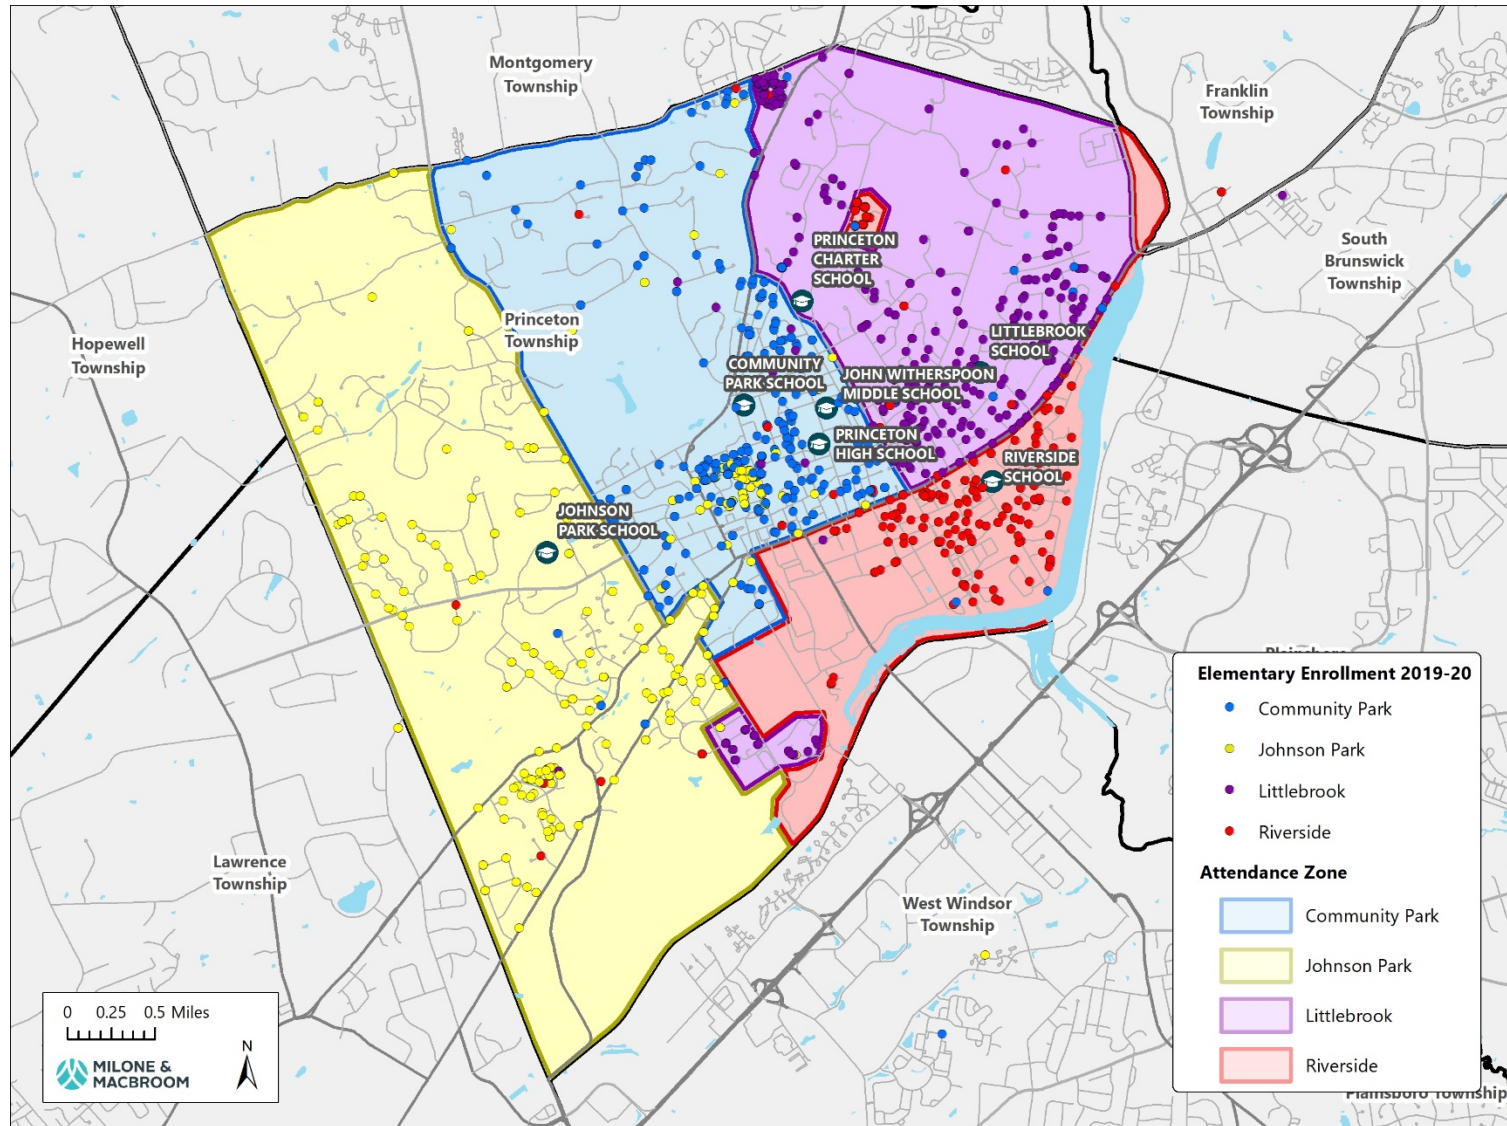 Montgomery
Township
Franklin
Township
South
Brunswick
Township
Hopewell
Township
Princeton
Township
PRINCETON
CHARTER
SCHOOL
LITTLEBROOK
SCHOOL
COMMUNITY
PARK SCHOOL
JOHN WITHERSPOON
MIDDLE SCHOOL
PRINCETON
HIGH SCHOOL
RIVERSIDE
SCHOOL
JOHNSON
PARK SCHOOL
Lawrence
Township
West Windsor
Township
Elementary Enrollment 2019-20
Community Park
Johnson Park
Littlebrook
Riverside
Attendance Zone
Community Park
Johnson Park
Littlebrook
Riverside
Plainsboro Township
0 0.25 0.5 Miles
N
MILONE &
MACBROOM